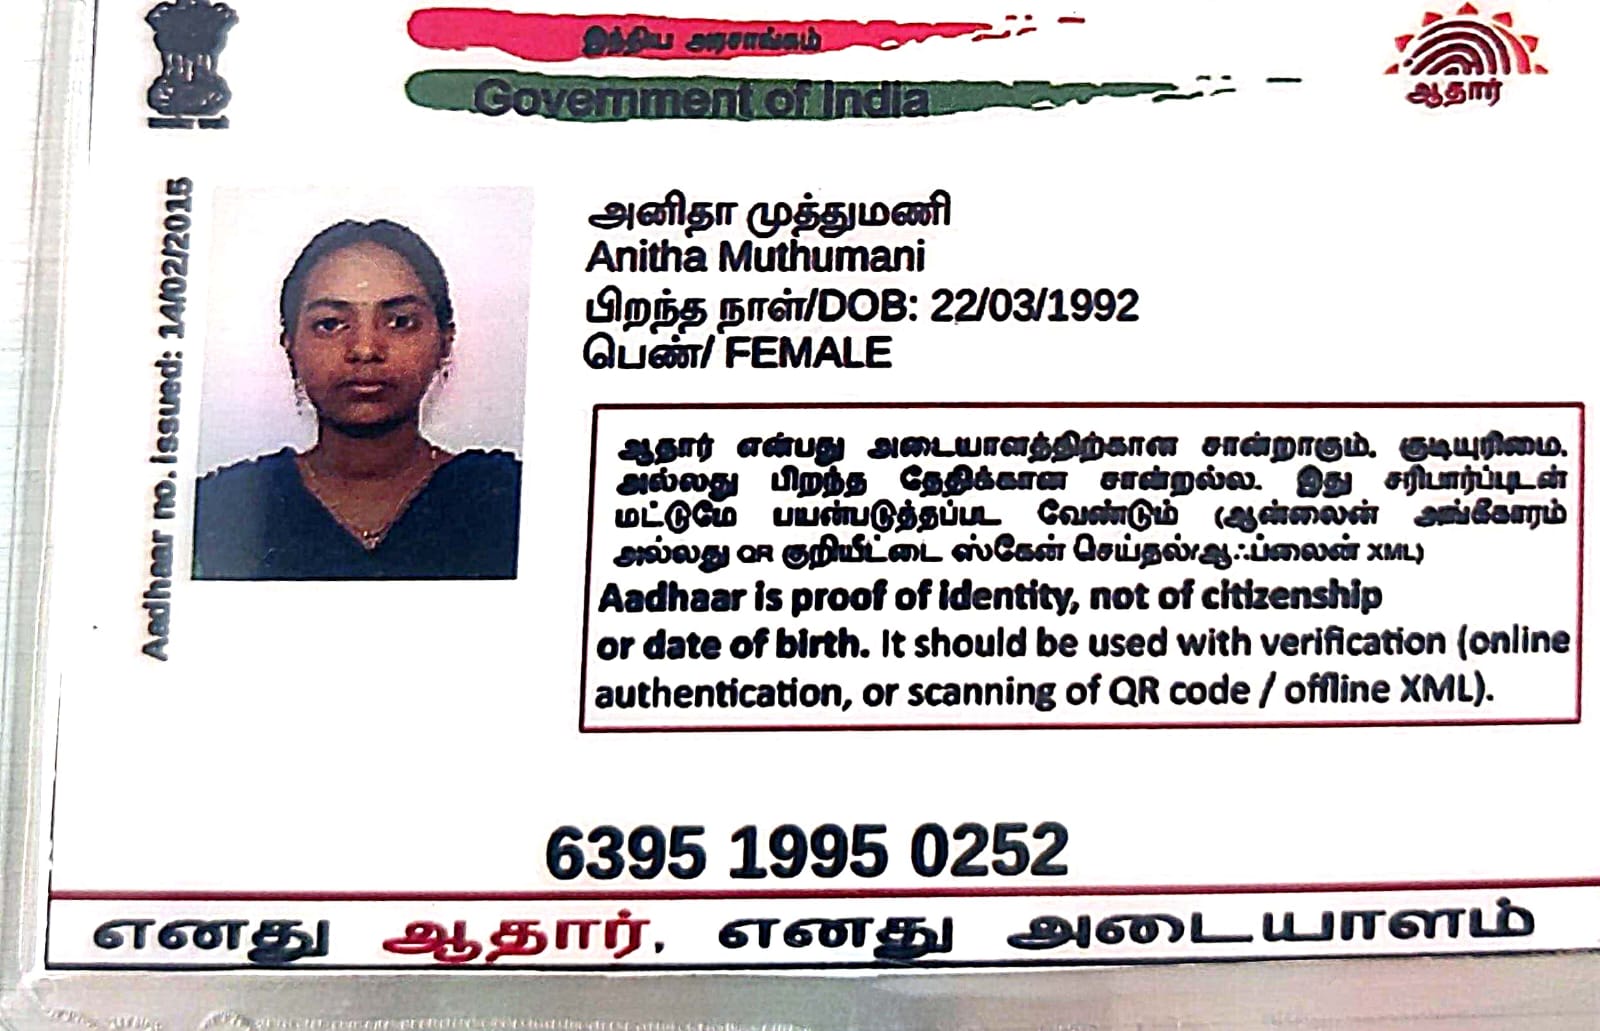 இந்திய அரசாங்கம்
Government of India
ஆதார்
Aadhaar no. issued: 14/02/2015
அனிதா முத்துமணி
Anitha Muthumani
பிறந்த நாள்/DOB: 22/03/1992
பெண்/ FEMALE
ஆதார் என்பது அடையாளத்திற்கான சான்றாகும். குடியுரிமை.
அல்லது பிறந்த தேதிக்கான சான்றல்ல. இது சரிபார்ப்புடன்
மட்டுமே பயன்படுத்தப்பட வேண்டும் (ஆன்லைன் அங்கீகாரம்
அல்லது QR குறியீட்டை ஸ்கேன் செய்தல்/ஆஃப்லைன் XML)
Aadhaar is proof of identity, not of citizenship
or date of birth. It should be used with verification (online
authentication, or scanning of QR code / offline XML).
6395 1995 0252
எனது ஆதார், எனது அடையாளம்